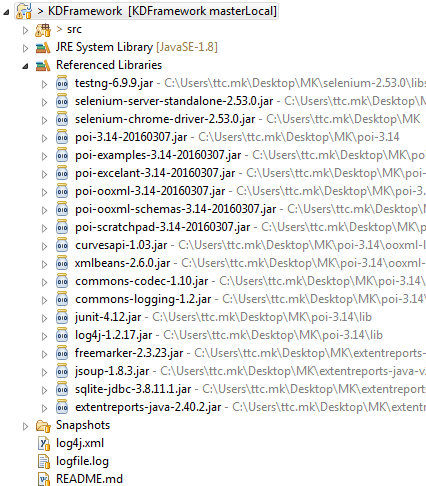 > KDFramework [KDFramework masterLocal]
> src
JRE System Library [JavaSE-1.8]
Referenced Libraries
testng-6.9.9.jar - C:\Users\ttc.mk\Desktop\MK\selenium-2.53.0\libs
selenium-server-standalone-2.53.0.jar - C:\Users\ttc.mk\Desktop
selenium-chrome-driver-2.53.0.jar - C:\Users\ttc.mk\Desktop\MK
poi-3.14-20160307.jar - C:\Users\ttc.mk\Desktop\MK\poi-3.14
poi-examples-3.14-20160307.jar - C:\Users\ttc.mk\Desktop\MK\p
poi-excelant-3.14-20160307.jar - C:\Users\ttc.mk\Desktop\MK\po
poi-ooxml-3.14-20160307.jar - C:\Users\ttc.mk\Desktop\MK\poi-
poi-ooxml-schemas-3.14-20160307.jar - C:\Users\ttc.mk\Desktop
poi-scratchpad-3.14-20160307.jar - C:\Users\ttc.mk\Desktop\MK\
curvesapi-1.03.jar - C:\Users\ttc.mk\Desktop\MK\poi-3.14\ooxml-l
xmlbeans-2.6.0.jar - C:\Users\ttc.mk\Desktop\MK\poi-3.14\ooxml-
commons-codec-1.10.jar - C:\Users\ttc.mk\Desktop\MK\poi-3.14\l
commons-logging-1.2.jar - C:\Users\ttc.mk\Desktop\MK\poi-3.14\
junit-4.12.jar - C:\Users\ttc.mk\Desktop\MK\poi-3.14\lib
log4j-1.2.17.jar - C:\Users\ttc.mk\Desktop\MK\poi-3.14\lib
freemarker-2.3.23.jar - C:\Users\ttc.mk\Desktop\MK\extentreports-
jsoup-1.8.3.jar - C:\Users\ttc.mk\Desktop\MK\extentreports-java-v
sqlite-jdbc-3.8.11.1.jar - C:\Users\ttc.mk\Desktop\MK\extentreport
extentreports-java-2.40.2.jar - C:\Users\ttc.mk\Desktop\MK\extent
Snapshots
log4j.xml
logfile.log
README.md